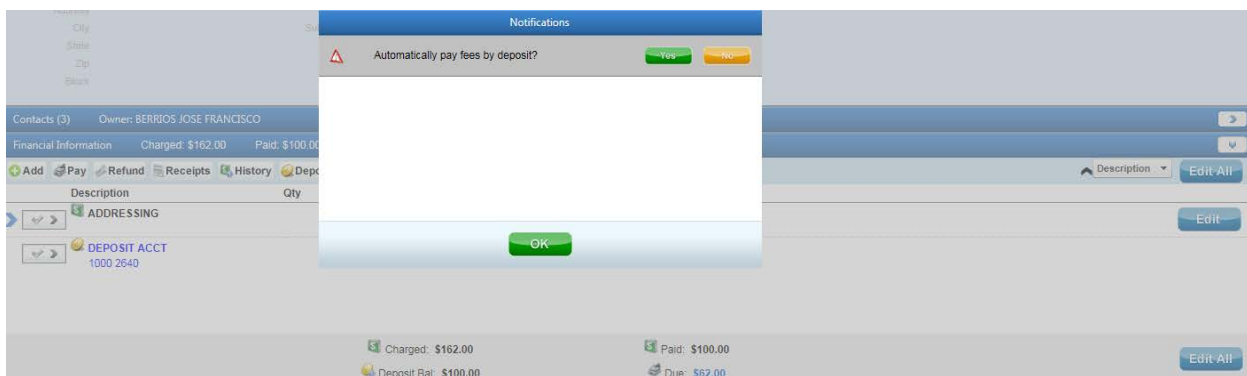 Address
City
State
Zip
Block
Notifications
Automatically pay fees by deposit? Yes No
Contacts (3) Owner: BERRIOS JOSE FRANCISCO
Financial Information Charged: $162.00 Paid: $100.00
Add Pay Refund Receipts History Depo Description Edit All
Description Qty
ADDRESSING Edit
DEPOSIT ACCT
1000 2640
OK
Charged: $162.00 Paid: $100.00 Edit All
Deposit Bal: $100.00 Due: $62.00